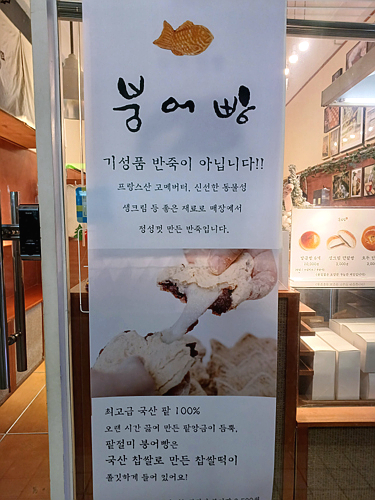 붕어빵
기성품 반죽이 아닙니다!!
프랑스산 고메버터, 신선한 동물성
생크림 등 좋은 재료로 매장에서
정성껏 만든 반죽입니다.
최고급 국산 팥 100%
오랜 시간 끓여 만든 팥앙금이 듬뿍,
팥절미 붕어빵은
국산 찹쌀로 만든 찹쌀떡이
쫄깃하게 들어 있어요!